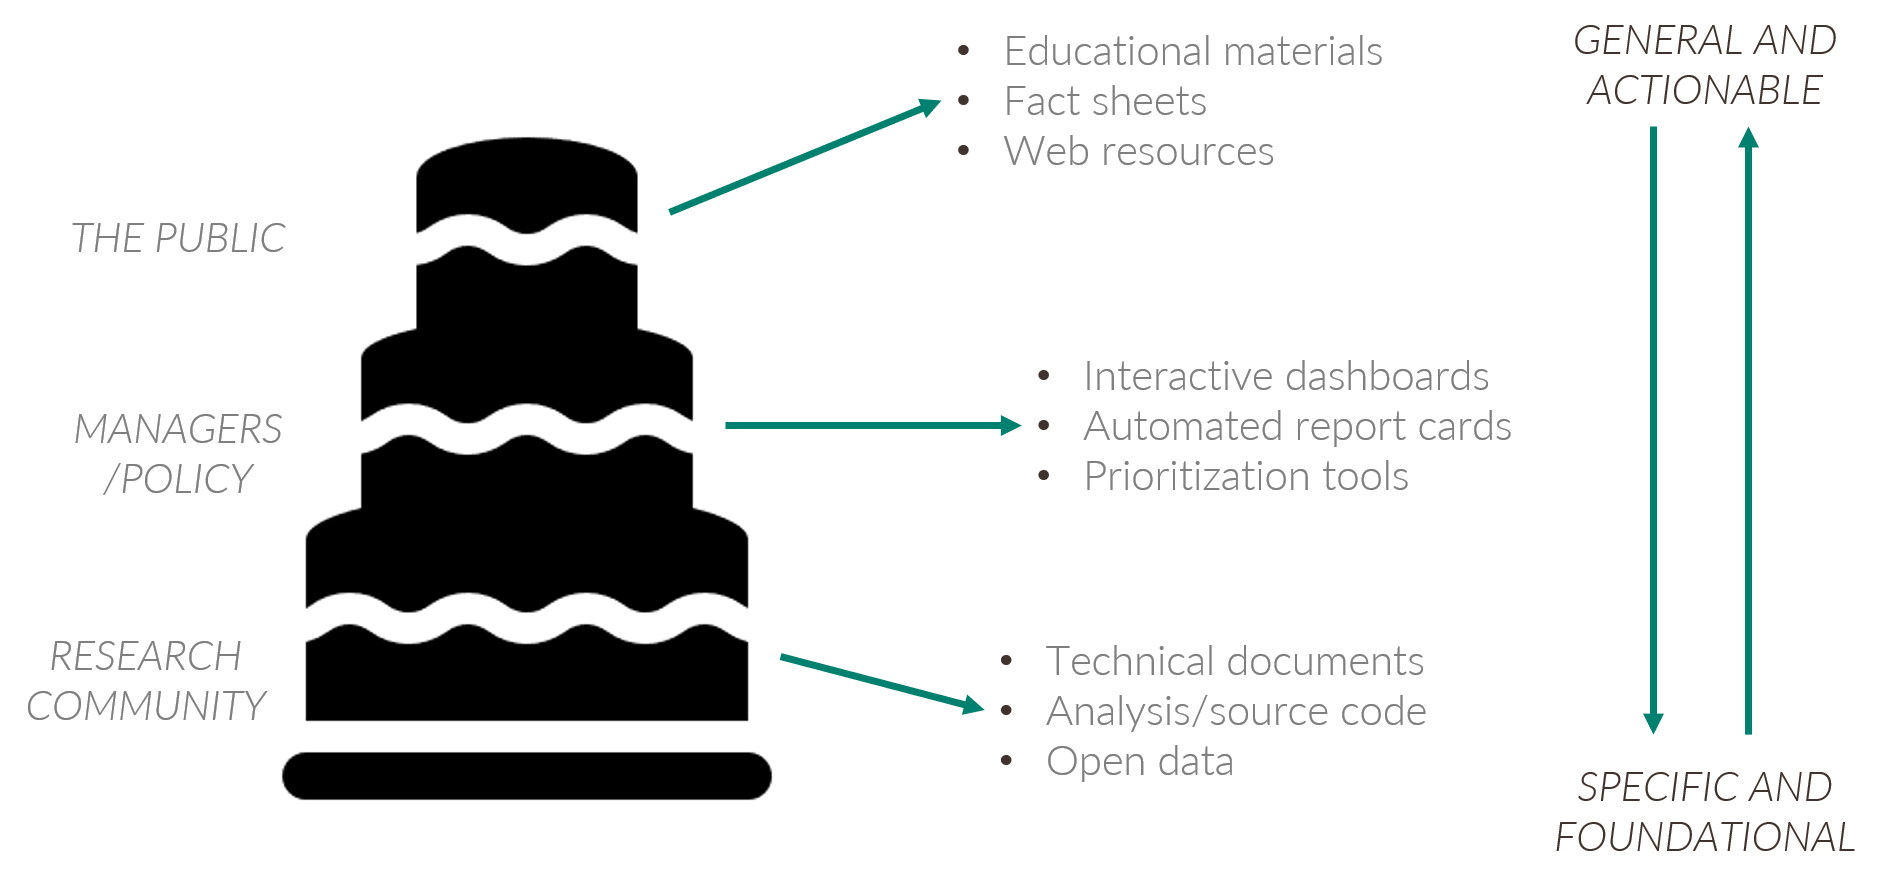 THE PUBLIC
• Educational materials
• Fact sheets
• Web resources
MANAGERS
/POLICY
• Interactive dashboards
• Automated report cards
• Prioritization tools
RESEARCH
COMMUNITY
• Technical documents
• Analysis/source code
• Open data
GENERAL AND
ACTIONABLE
SPECIFIC AND
FOUNDATIONAL